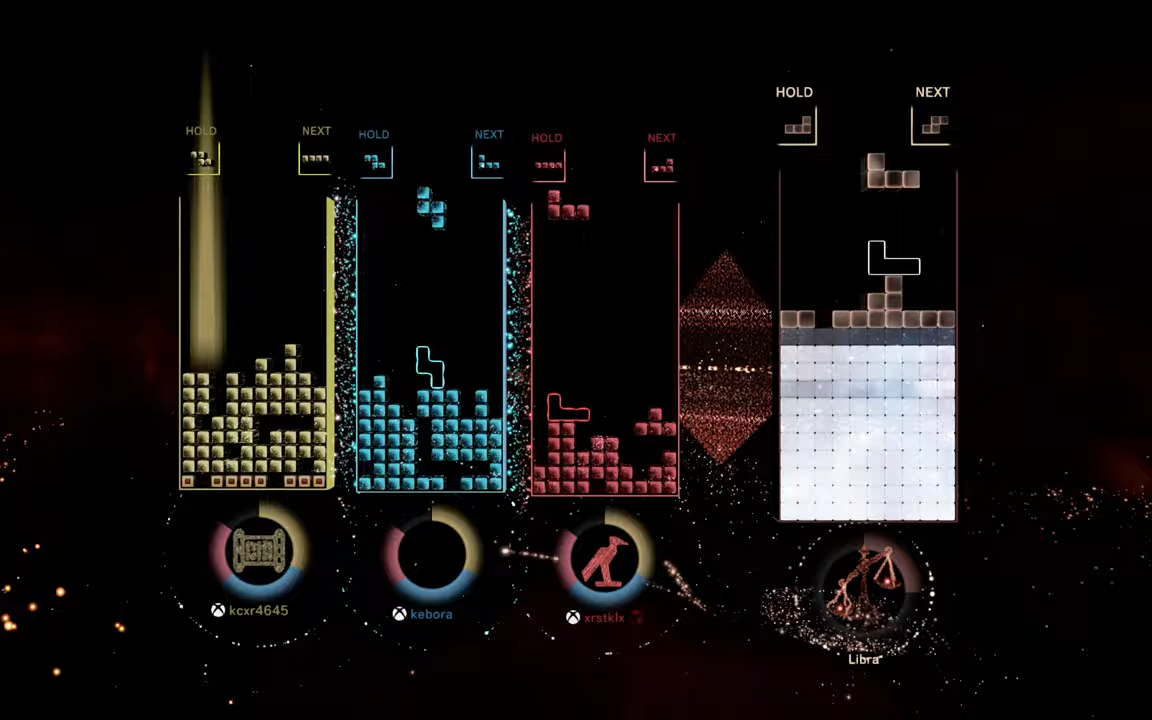 HOLD
NEXT
HOLD
NEXT
HOLD
NEXT
HOLD
NEXT
kcxr4645
kebora
xrstklx
Libra